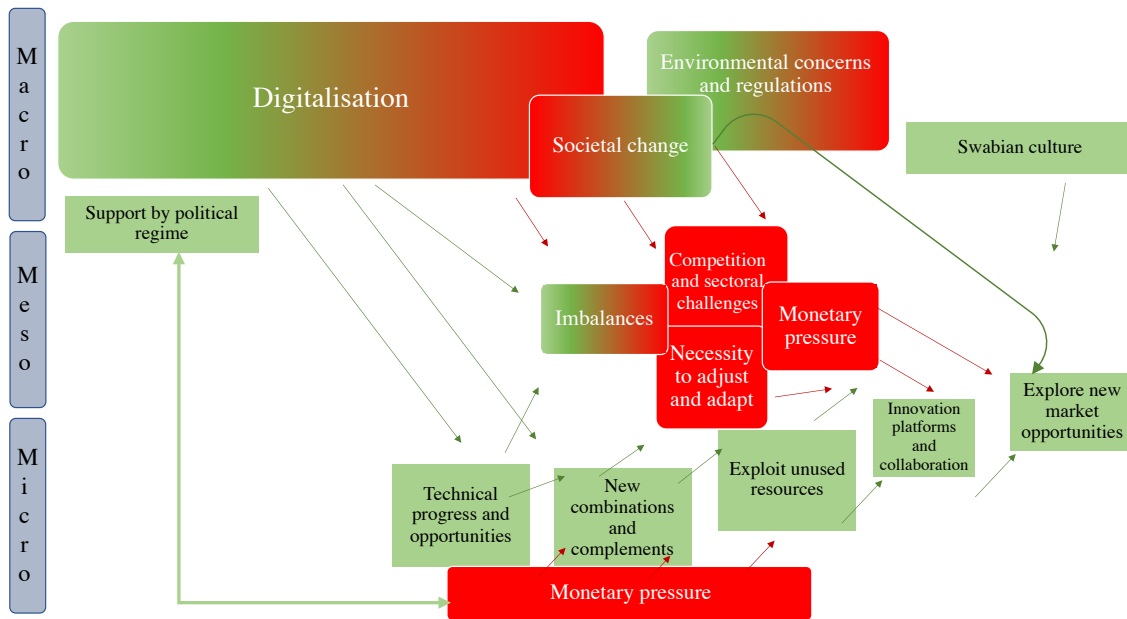 M
a
c
r
o
Digitalisation
Environmental concerns
and regulations
Societal change
Swabian culture
Support by political
regime
M
e
s
o
Competition
and sectoral
challenges
Imbalances
Monetary
pressure
Necessity
to adjust
and adapt
Explore new
market
opportunities
Innovation
platforms
and
collaboration
M
i
c
r
o
Technical
progress and
opportunities
New
combinations
and
complements
Exploit unused
resources
Monetary pressure